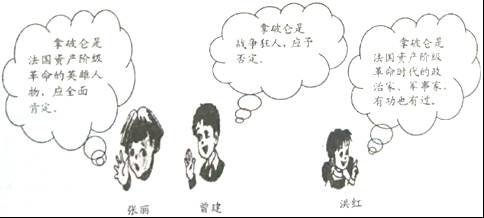 拿破仑是
法国资产阶级
革命的英雄人
物，应全面
肯定。
拿破仑是
战争狂人，应予
否定。
拿破仑是
法国资产阶级
革命时代的政
治家、军事家，
有功也有过。
张丽
曾建
洪红